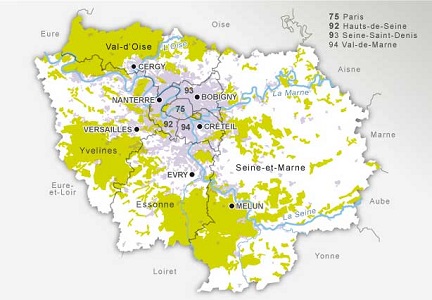 Eure
Oise
75 Paris
92 Hauts-de-Seine
93 Seine-Saint-Denis
94 Val-de-Marne
Val-d'Oise
L'Oise
CERGY
Aisne
93
BOBIGNY
La Marne
NANTERRE
75
VERSAILLES
92
94
CRÉTEIL
Marne
Yvelines
EVRY
Seine-et-Marne
Eure-
et-Loir
Essonne
MELUN
La Seine
Aube
Yonne
Loiret